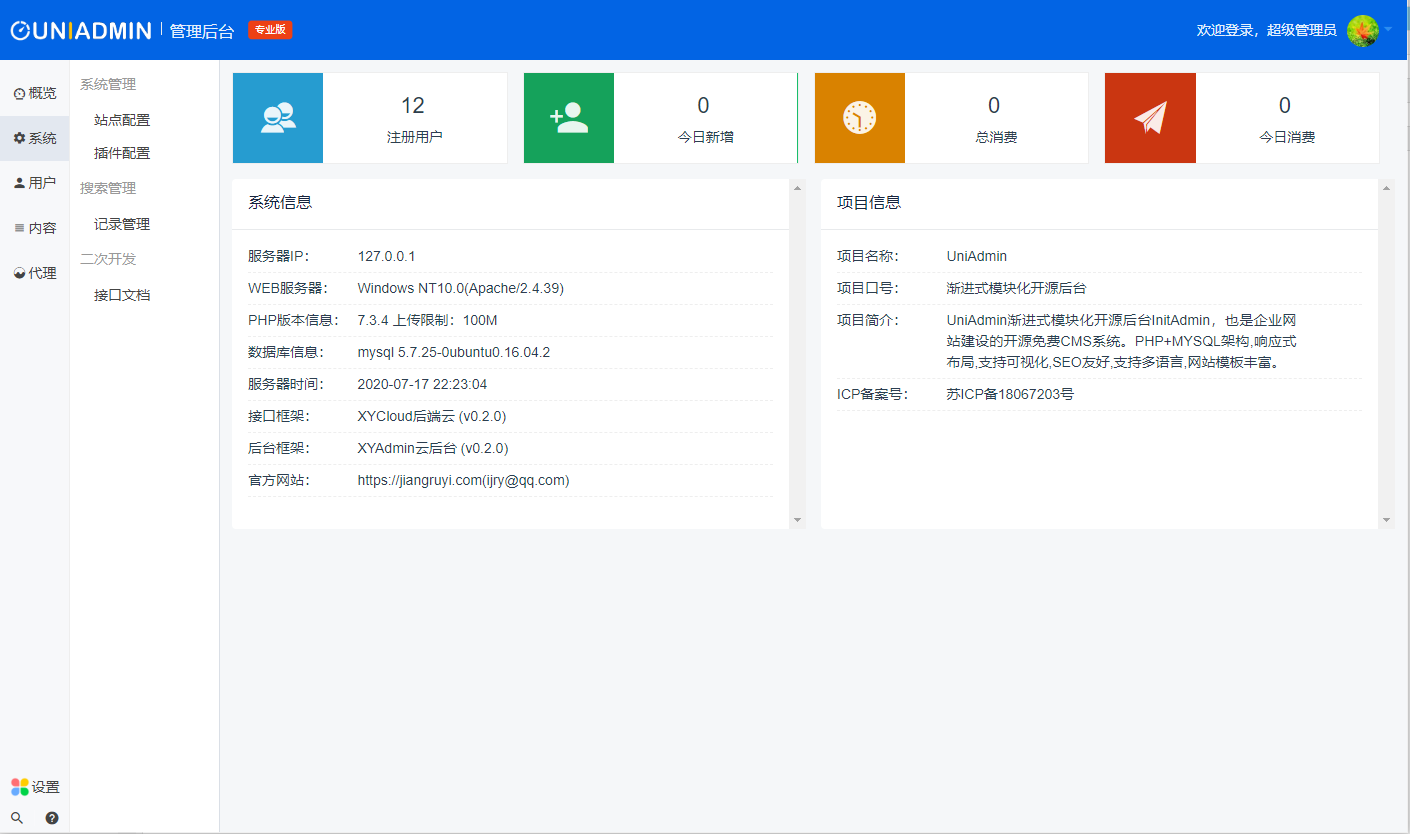 UNIADMIN 管理后台 专业版
欢迎登录，超级管理员
概览
系统
用户
内容
代理
系统管理
站点配置
插件配置
搜索管理
记录管理
二次开发
接口文档
12
注册用户
0
今日新增
0
总消费
0
今日消费
系统信息
服务器IP： 127.0.0.1
WEB服务器： Windows NT10.0(Apache/2.4.39)
PHP版本信息： 7.3.4 上传限制：100M
数据库信息： mysql 5.7.25-0ubuntu0.16.04.2
服务器时间： 2020-07-17 22:23:04
接口框架： XYCloud后端云 (v0.2.0)
后台框架： XYAdmin云后台 (v0.2.0)
官方网站： https://jiangruyi.com(ijry@qq.com)
项目信息
项目名称： UniAdmin
项目口号： 渐进式模块化开源后台
项目简介： UniAdmin渐进式模块化开源后台InitAdmin，也是企业网
站建设的开源免费CMS系统。PHP+MYSQL架构,响应式
布局,支持可视化,SEO友好,支持多语言,网站模板丰富。
ICP备案号： 苏ICP备18067203号
设置